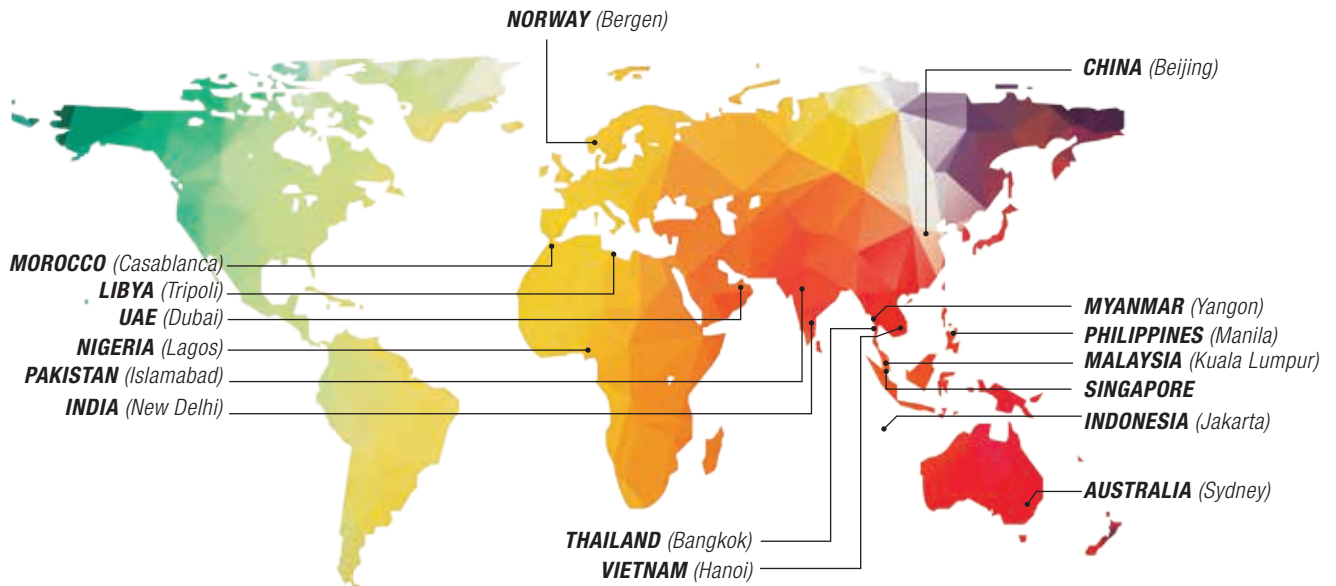 NORWAY (Bergen)
CHINA (Beijing)
MOROCCO (Casablanca)
LIBYA (Tripoli)
UAE (Dubai)
NIGERIA (Lagos)
PAKISTAN (Islamabad)
INDIA (New Delhi)
MYANMAR (Yangon)
PHILIPPINES (Manila)
MALAYSIA (Kuala Lumpur)
SINGAPORE
INDONESIA (Jakarta)
AUSTRALIA (Sydney)
THAILAND (Bangkok)
VIETNAM (Hanoi)